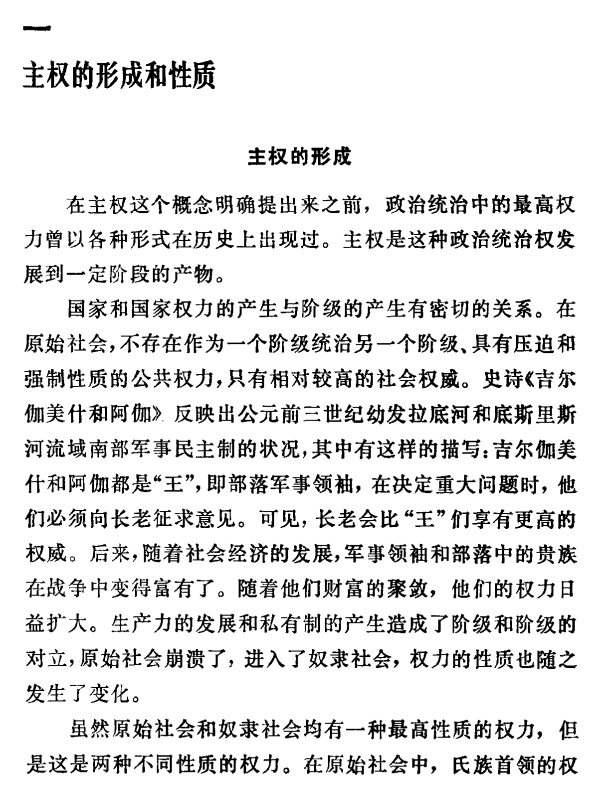 一
主权的形成和性质
主权的形成
在主权这个概念明确提出来之前，政治统治中的最高权
力曾以各种形式在历史上出现过。主权是这种政治统治权发
展到一定阶段的产物。
国家和国家权力的产生与阶级的产生有密切的关系。在
原始社会，不存在作为一个阶级统治另一个阶级、具有压迫和
强制性质的公共权力，只有相对较高的社会权威。史诗《吉尔
伽美什和阿伽》反映出公元前三世纪幼发拉底河和底斯里斯
河流域南部军事民主制的状况，其中有这样的描写：吉尔伽美
什和阿伽都是“王”，即部落军事领袖，在决定重大问题时，他
们必须向长老征求意见。可见，长老会比“王”们享有更高的
权威。后来，随着社会经济的发展，军事领袖和部落中的贵族
在战争中变得富有了。随着他们财富的聚敛，他们的权力日
益扩大。生产力的发展和私有制的产生造成了阶级和阶级的
对立，原始社会崩溃了，进入了奴隶社会，权力的性质也随之
发生了变化。
虽然原始社会和奴隶社会均有一种最高性质的权力，但
是这是两种不同性质的权力。在原始社会中，氏族首领的权